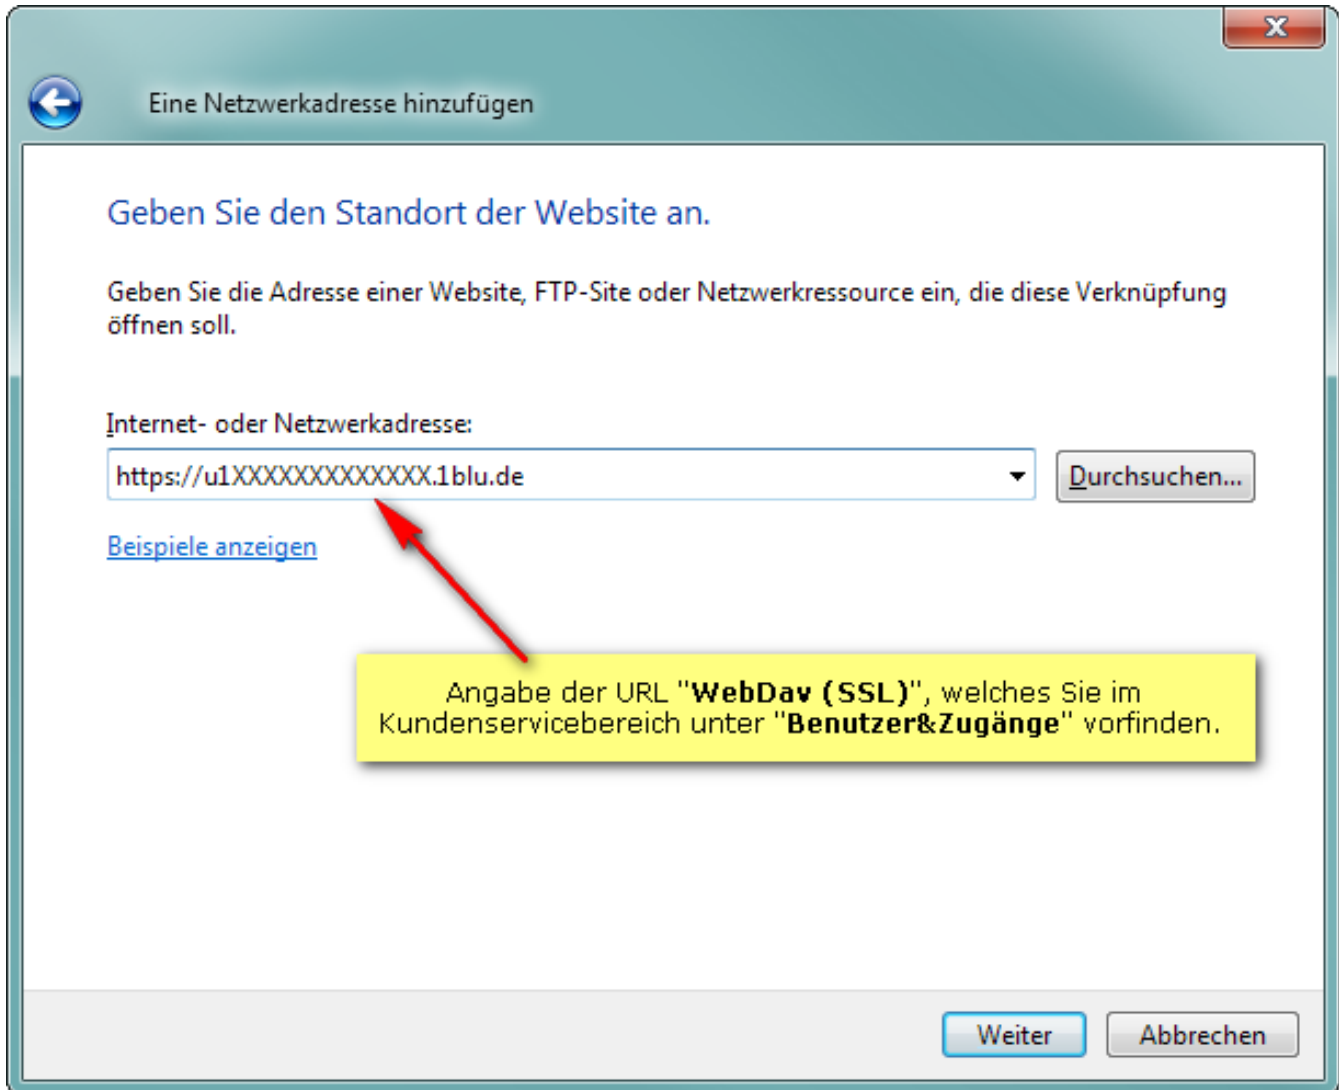 Eine Netzwerkadresse hinzufügen
Geben Sie den Standort der Website an.
Geben Sie die Adresse einer Website, FTP-Site oder Netzwerkressource ein, die diese Verknüpfung
öffnen soll.
Internet- oder Netzwerkadresse:
https://u1XXXXXXXXXXXXX.1blu.de
Durchsuchen...
Beispiele anzeigen
Angabe der URL "WebDav (SSL)", welches Sie im
Kundenservicebereich unter "Benutzer&Zugänge" vorfinden.
Weiter
Abbrechen